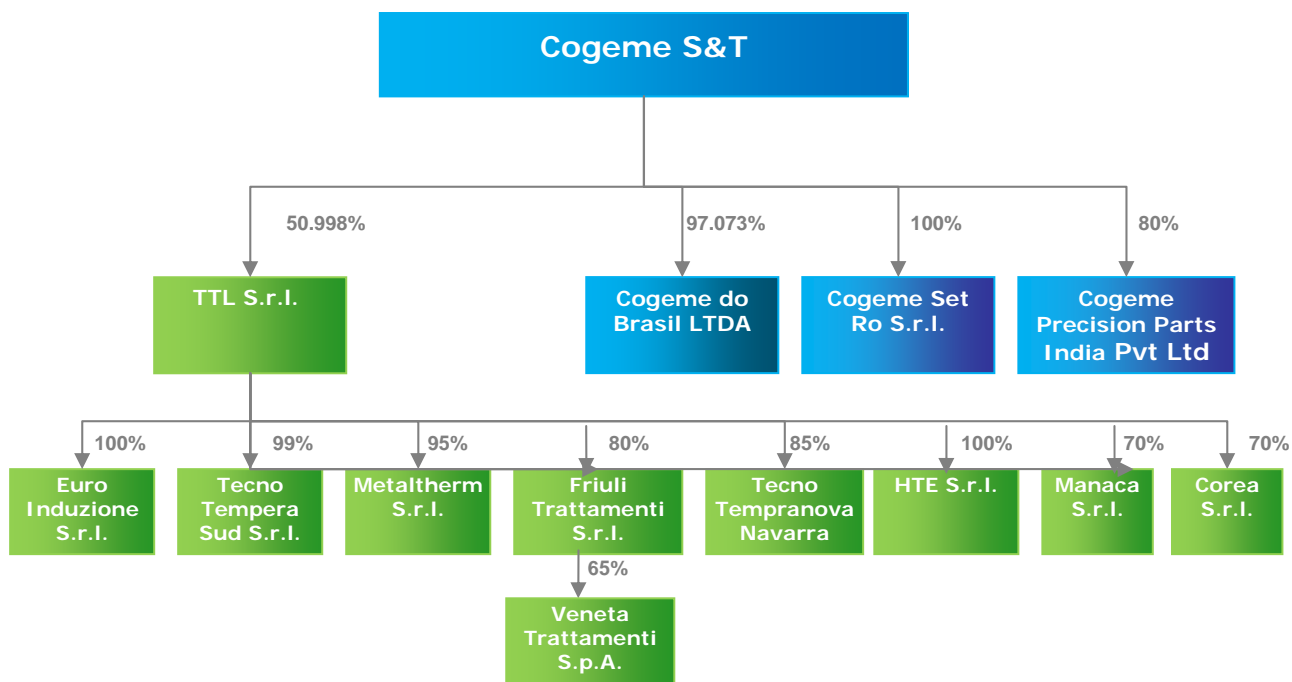 Cogeme S&T
50.998%
97.073%
100%
80%
TTL S.r.l.
Cogeme do
Brasil LTDA
Cogeme Set
Ro S.r.l.
Cogeme
Precision Parts
India Pvt Ltd
100%
99%
95%
80%
85%
100%
70%
70%
Euro
Induzione
S.r.l.
Tecno
Tempera
Sud S.r.l.
Metaltherm
S.r.l.
Friuli
Trattamenti
S.r.l.
Tecno
Tempranova
Navarra
HTE S.r.l.
Manaca
S.r.l.
Corea
S.r.l.
65%
Veneta
Trattamenti
S.p.A.